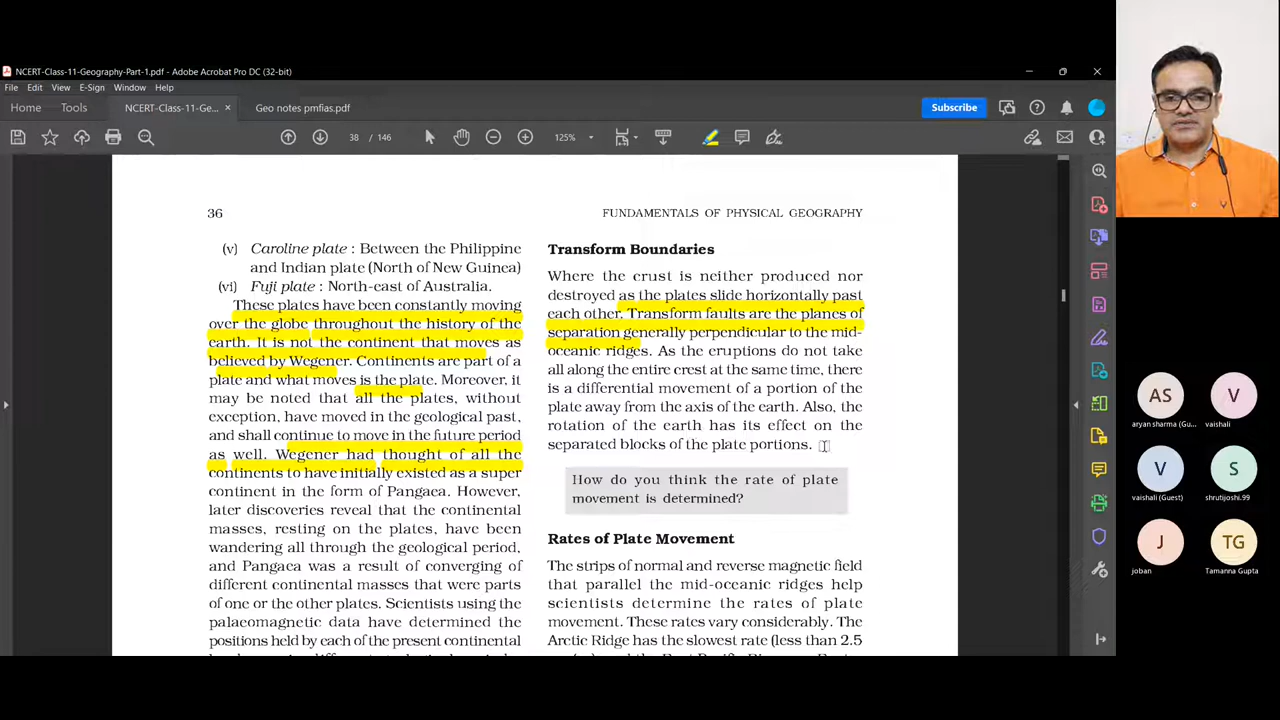 NCERT-Class-11-Geography-Part-1.pdf - Adobe Acrobat Pro DC (32-bit)
File Edit View E-Sign Window Help
Home Tools NCERT-Class-11-Ge... × Geo notes pmfias.pdf Subscribe
38 / 146 125%
36 FUNDAMENTALS OF PHYSICAL GEOGRAPHY
(v) Caroline plate : Between the Philippine
and Indian plate (North of New Guinea)
(vi) Fuji plate : North-east of Australia.
These plates have been constantly moving
over the globe throughout the history of the
earth. It is not the continent that moves as
believed by Wegener. Continents are part of a
plate and what moves is the plate. Moreover, it
may be noted that all the plates, without
exception, have moved in the geological past,
and shall continue to move in the future period
as well. Wegener had thought of all the
continents to have initially existed as a super
continent in the form of Pangaea. However,
later discoveries reveal that the continental
masses, resting on the plates, have been
wandering all through the geological period,
and Pangaea was a result of converging of
different continental masses that were parts
of one or the other plates. Scientists using the
palaeomagnetic data have determined the
positions held by each of the present continental
Transform Boundaries
Where the crust is neither produced nor
destroyed as the plates slide horizontally past
each other. Transform faults are the planes of
separation generally perpendicular to the mid-
oceanic ridges. As the eruptions do not take
all along the entire crest at the same time, there
is a differential movement of a portion of the
plate away from the axis of the earth. Also, the
rotation of the earth has its effect on the
separated blocks of the plate portions.
How do you think the rate of plate
movement is determined?
Rates of Plate Movement
The strips of normal and reverse magnetic field
that parallel the mid-oceanic ridges help
scientists determine the rates of plate
movement. These rates vary considerably. The
Arctic Ridge has the slowest rate (less than 2.5
AS V
aryan sharma (Gu... vaishali
V S
vaishali (Guest) shrutijoshi.99
J TG
joban Tamanna Gupta